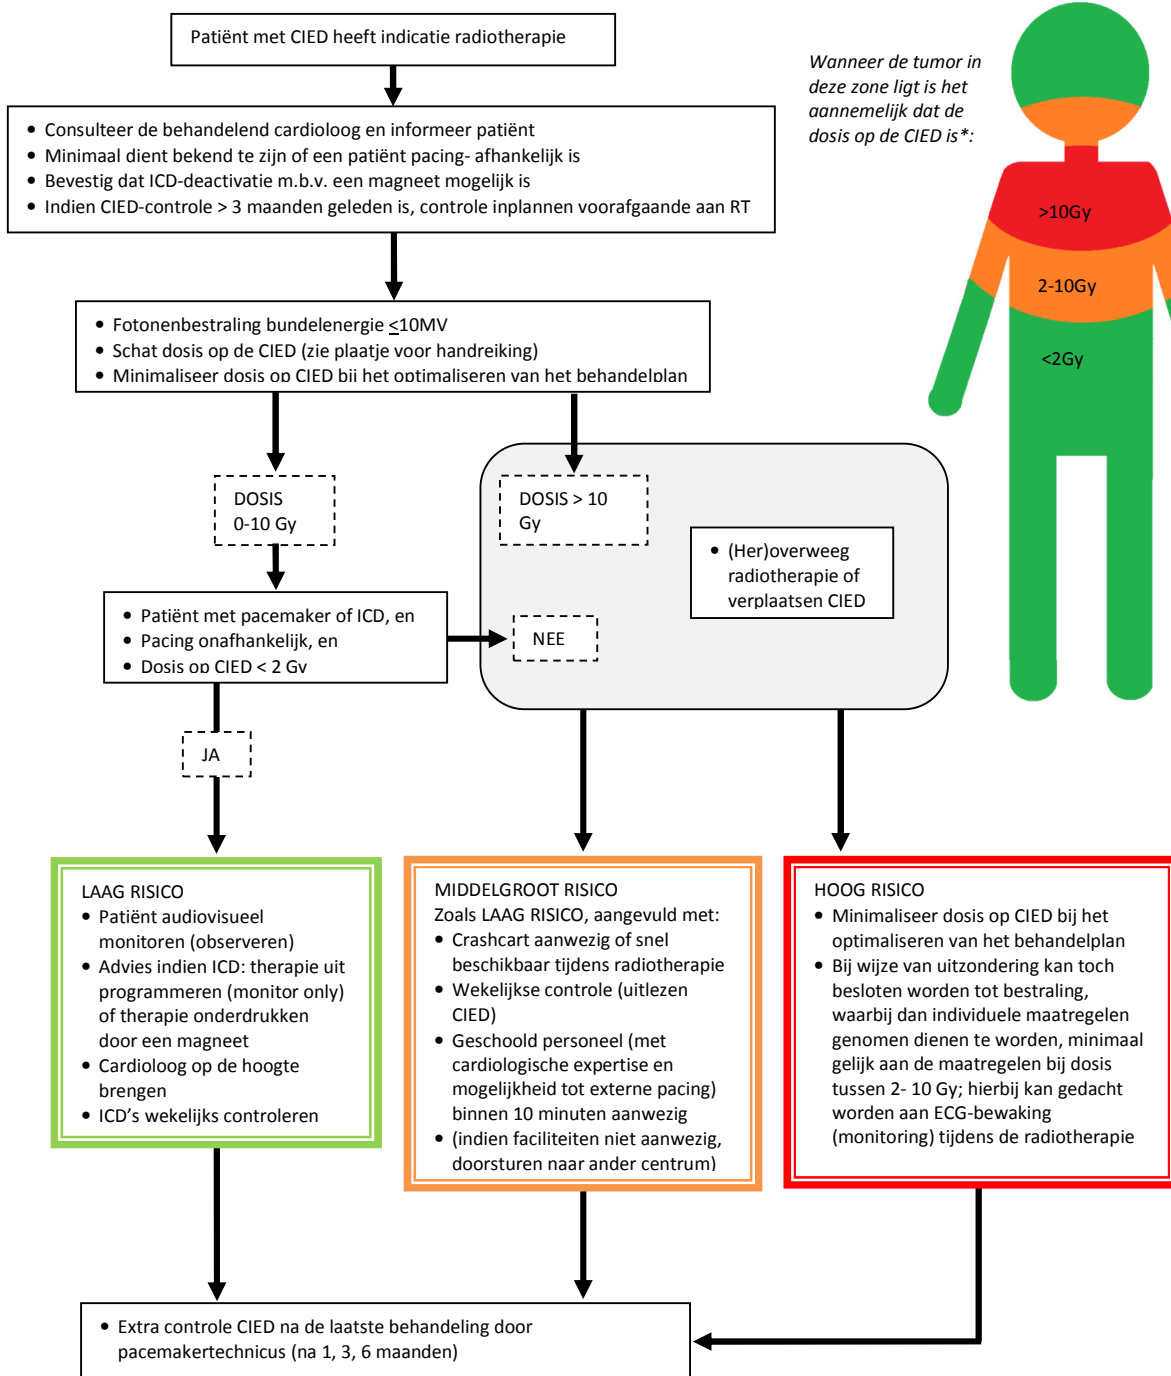 Patiënt met CIED heeft indicatie radiotherapie
Wanneer de tumor in
deze zone ligt is het
aannemelijk dat de
dosis op de CIED is*:
• Consulteer de behandelend cardioloog en informeer patiënt
• Minimaal dient bekend te zijn of een patiënt pacing- afhankelijk is
• Bevestig dat ICD-deactivatie m.b.v. een magneet mogelijk is
• Indien CIED-controle > 3 maanden geleden is, controle inplannen voorafgaande aan RT
>10Gy
2-10Gy
<2Gy
• Fotonenbestraling bundelenergie ≤10MV
• Schat dosis op de CIED (zie plaatje voor handreiking)
• Minimaliseer dosis op CIED bij het optimaliseren van het behandelplan
DOSIS
0-10 Gy
DOSIS > 10
Gy
• (Her)overweeg
radiotherapie of
verplaatsen CIED
• Patiënt met pacemaker of ICD, en
• Pacing onafhankelijk, en
• Dosis op CIED < 2 Gy
NEE
JA
LAAG RISICO
• Patiënt audiovisueel
monitoren (observeren)
• Advies indien ICD: therapie uit
programmeren (monitor only)
of therapie onderdrukken
door een magneet
• Cardioloog op de hoogte
brengen
• ICD's wekelijks controleren
MIDDELGROOT RISICO
Zoals LAAG RISICO, aangevuld met:
• Crashcart aanwezig of snel
beschikbaar tijdens radiotherapie
• Wekelijkse controle (uitlezen
CIED)
• Geschoold personeel (met
cardiologische expertise en
mogelijkheid tot externe pacing)
binnen 10 minuten aanwezig
• (indien faciliteiten niet aanwezig,
doorsturen naar ander centrum)
HOOG RISICO
• Minimaliseer dosis op CIED bij het
optimaliseren van het behandelplan
• Bij wijze van uitzondering kan toch
besloten worden tot bestraling,
waarbij dan individuele maatregelen
genomen dienen te worden, minimaal
gelijk aan de maatregelen bij dosis
tussen 2- 10 Gy; hierbij kan gedacht
worden aan ECG-bewaking
(monitoring) tijdens de radiotherapie
• Extra controle CIED na de laatste behandeling door
pacemakertechnicus (na 1, 3, 6 maanden)